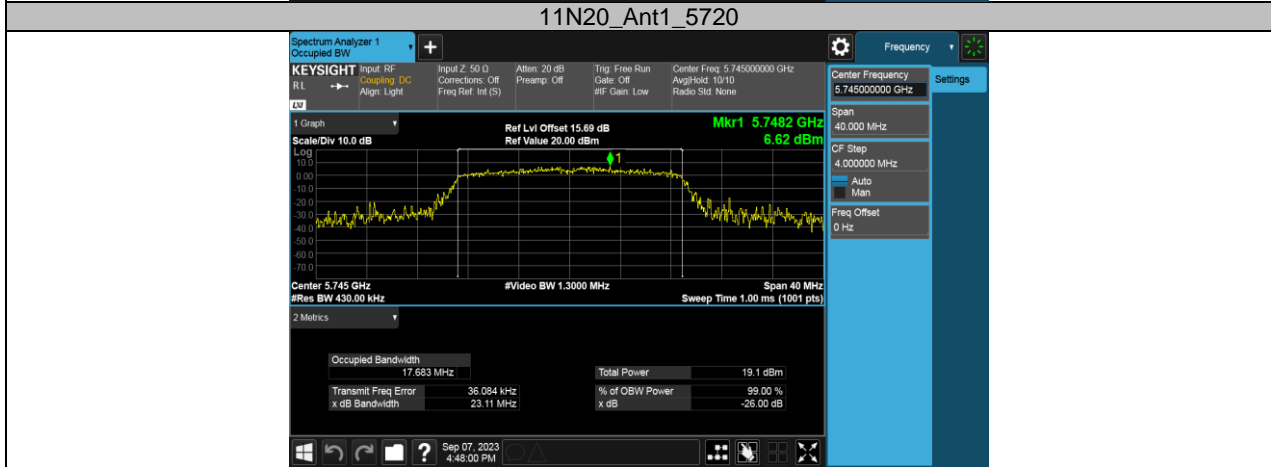 11N20_Ant1_5720
Spectrum Analyzer 1
Occupied BW
+
Frequency
KEYSIGHT
RL
Input: RF
Coupling: DC
Align: Light
Input Z: 50 Ω
Corrections: Off
Freq Ref: Int (S)
Atten: 20 dB
Preamp: Off
Trig: Free Run
Gate: Off
#IF Gain: Low
Center Freq: 5.745000000 GHz
Avg|Hold: 10/10
Radio Std: None
LXI
Center Frequency
5.745000000 GHz
Settings
Span
40.000 MHz
CF Step
4.000000 MHz
Auto
Man
Freq Offset
0 Hz
1 Graph
Scale/Div 10.0 dB
Ref Lvl Offset 15.69 dB
Ref Value 20.00 dBm
Mkr1 5.7482 GHz
6.62 dBm
Log
10.0
0.00
-10.0
-20.0
-30.0
-40.0
-50.0
-60.0
-70.0
1
Center 5.745 GHz
#Res BW 430.00 kHz
#Video BW 1.3000 MHz
Span 40 MHz
Sweep Time 1.00 ms (1001 pts)
2 Metrics
Occupied Bandwidth
17.683 MHz
Total Power 19.1 dBm
Transmit Freq Error 36.084 kHz
% of OBW Power 99.00 %
x dB Bandwidth 23.11 MHz
x dB -26.00 dB
?
Sep 07, 2023
4:48:00 PM